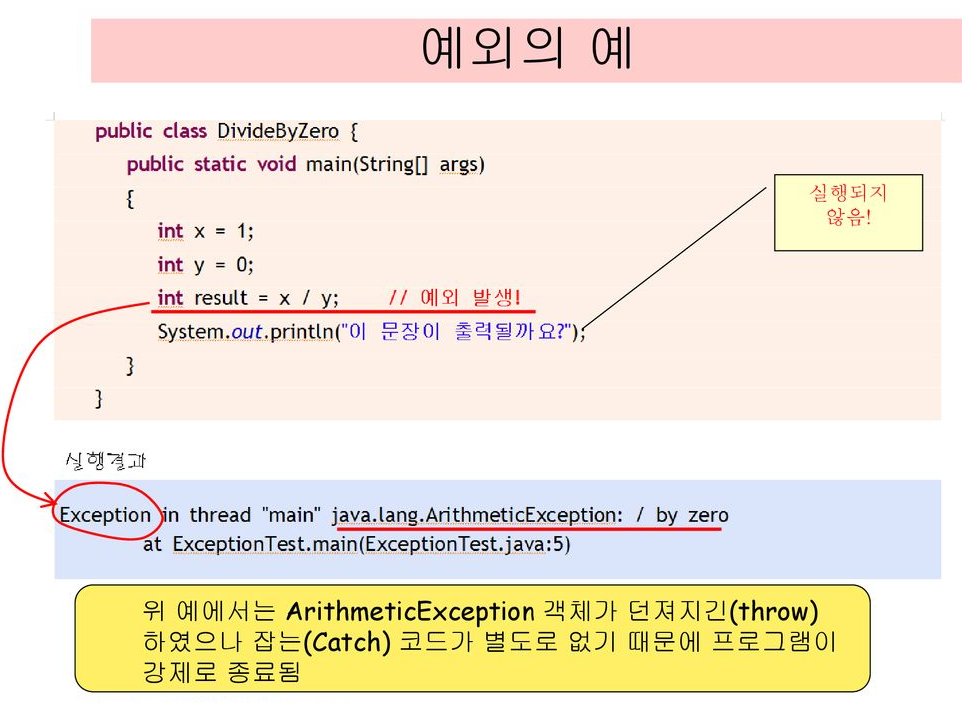 예외의 예
public class DivideByZero {
public static void main(String[] args)
{
int x = 1;
int y = 0;
int result = x / y; // 예외 발생!
System.out.println("이 문장이 출력될까요?");
}
}
실행되지
않음!
실행결과
Exception in thread "main" java.lang.ArithmeticException: / by zero
at ExceptionTest.main(ExceptionTest.java:5)
위 예에서는 ArithmeticException 객체가 던져지긴(throw)
하였으나 잡는(Catch) 코드가 별도로 없기 때문에 프로그램이
강제로 종료됨